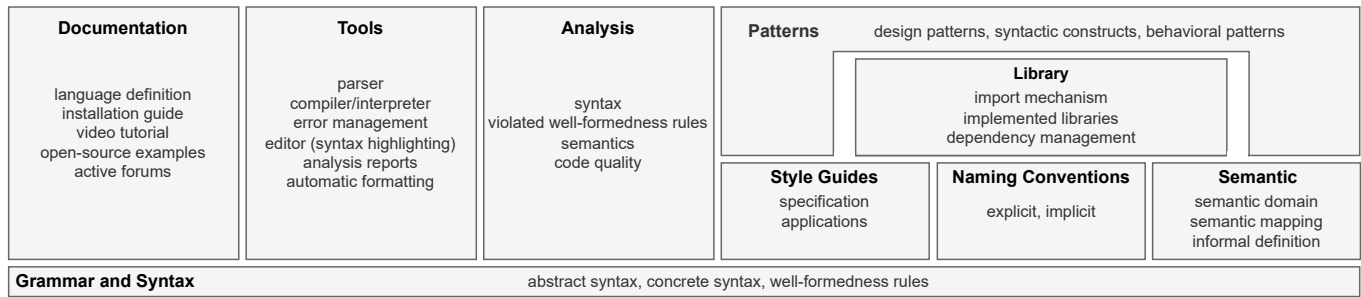 Documentation
language definition
installation guide
video tutorial
open-source examples
active forums
Tools
parser
compiler/interpreter
error management
editor (syntax highlighting)
analysis reports
automatic formatting
Analysis
syntax
violated well-formedness rules
semantics
code quality
Patterns design patterns, syntactic constructs, behavioral patterns
Library
import mechanism
implemented libraries
dependency management
Style Guides
specification
applications
Naming Conventions
explicit, implicit
Semantic
semantic domain
semantic mapping
informal definition
Grammar and Syntax abstract syntax, concrete syntax, well-formedness rules